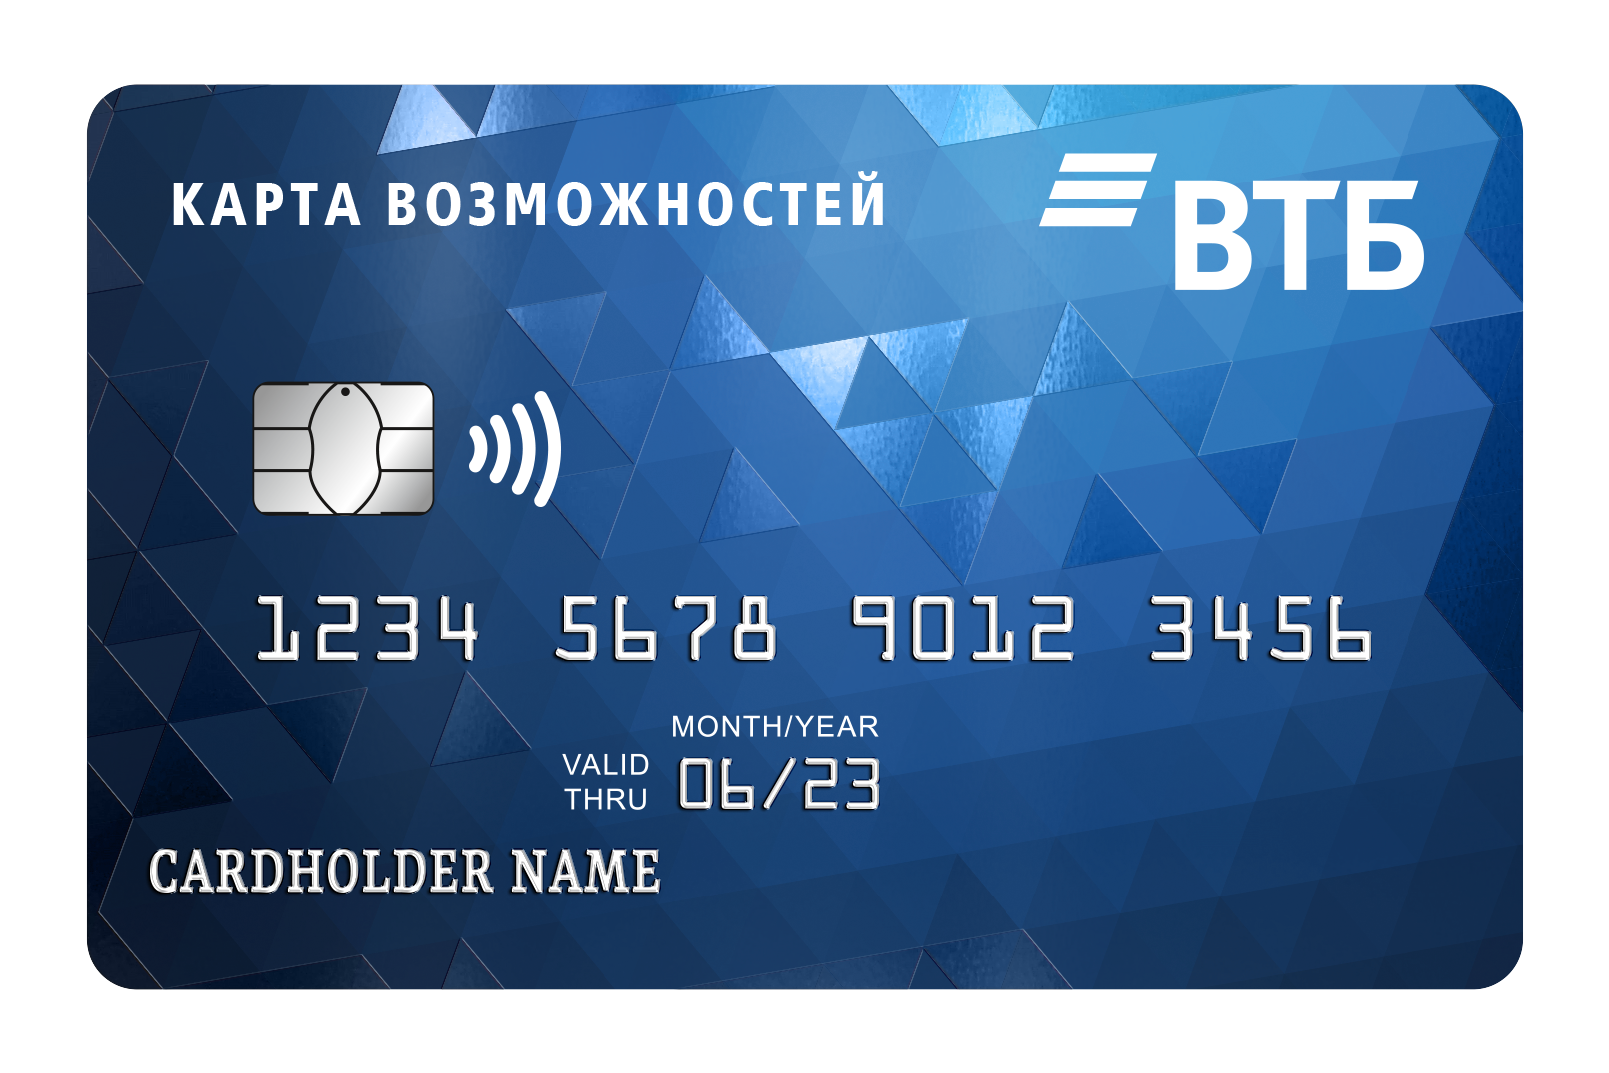 КАРТА ВОЗМОЖНОСТЕЙ
ВТБ
1234 5678 9012 3456
MONTH/YEAR
VALID THRU 06/23
CARDHOLDER NAME